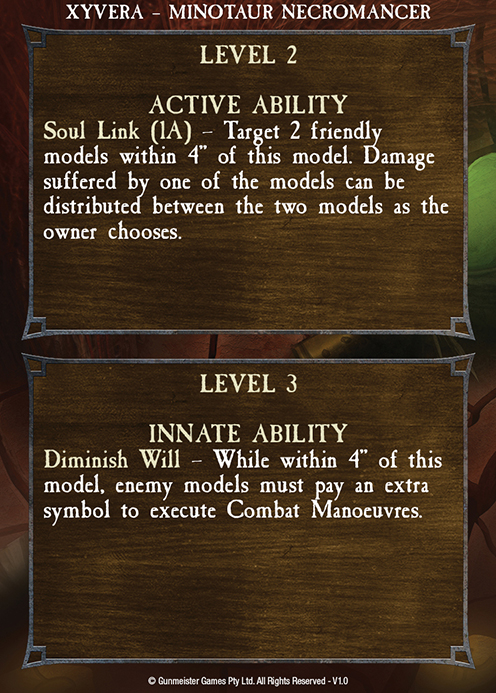 XYVERA – MINOTAUR NECROMANCER
LEVEL 2
ACTIVE ABILITY
Soul Link (1A) – Target 2 friendly
models within 4" of this model. Damage
suffered by one of the models can be
distributed between the two models as the
owner chooses.
LEVEL 3
INNATE ABILITY
Diminish Will – While within 4" of this
model, enemy models must pay an extra
symbol to execute Combat Manoeuvres.
© Gunmeister Games Pty Ltd. All Rights Reserved - V1.0